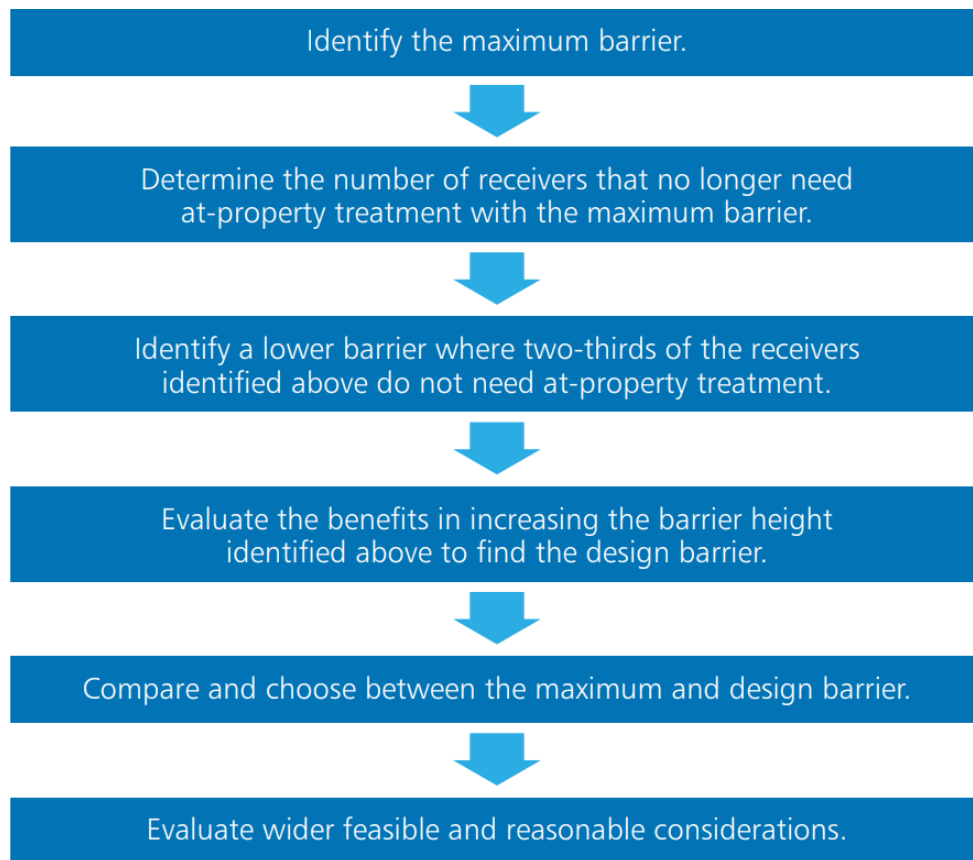 Identify the maximum barrier.
Determine the number of receivers that no longer need
at-property treatment with the maximum barrier.
Identify a lower barrier where two-thirds of the receivers
identified above do not need at-property treatment.
Evaluate the benefits in increasing the barrier height
identified above to find the design barrier.
Compare and choose between the maximum and design barrier.
Evaluate wider feasible and reasonable considerations.